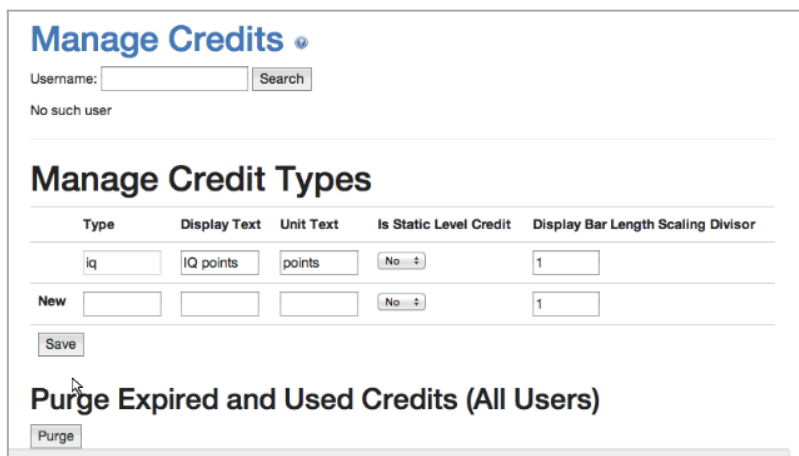 Manage Credits
Username: Search
No such user
Manage Credit Types
Type Display Text Unit Text Is Static Level Credit Display Bar Length Scaling Divisor
iq IQ points points No 1
New No 1
Save
Purge Expired and Used Credits (All Users)
Purge